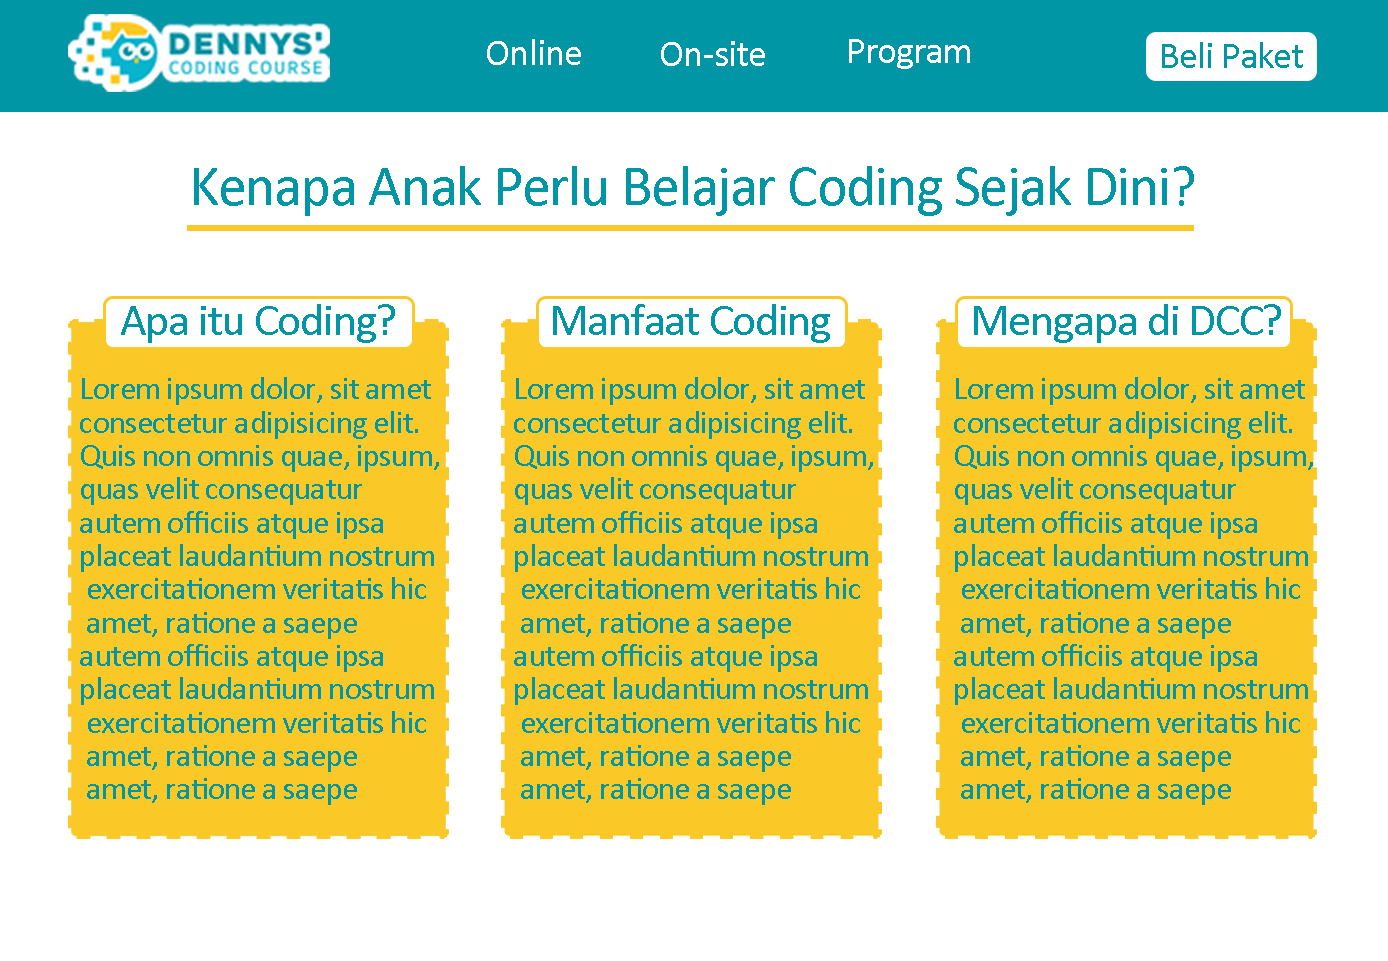 DENNYS'
CODING COURSE
Online
On-site
Program
Beli Paket
Kenapa Anak Perlu Belajar Coding Sejak Dini?
Apa itu Coding?
Lorem ipsum dolor, sit amet
consectetur adipisicing elit.
Quis non omnis quae, ipsum,
quas velit consequatur
autem officiis atque ipsa
placeat laudantium nostrum
exercitationem veritatis hic
amet, ratione a saepe
autem officiis atque ipsa
placeat laudantium nostrum
exercitationem veritatis hic
amet, ratione a saepe
amet, ratione a saepe
Manfaat Coding
Lorem ipsum dolor, sit amet
consectetur adipisicing elit.
Quis non omnis quae, ipsum,
quas velit consequatur
autem officiis atque ipsa
placeat laudantium nostrum
exercitationem veritatis hic
amet, ratione a saepe
autem officiis atque ipsa
placeat laudantium nostrum
exercitationem veritatis hic
amet, ratione a saepe
amet, ratione a saepe
Mengapa di DCC?
Lorem ipsum dolor, sit amet
consectetur adipisicing elit.
Quis non omnis quae, ipsum,
quas velit consequatur
autem officiis atque ipsa
placeat laudantium nostrum
exercitationem veritatis hic
amet, ratione a saepe
autem officiis atque ipsa
placeat laudantium nostrum
exercitationem veritatis hic
amet, ratione a saepe
amet, ratione a saepe